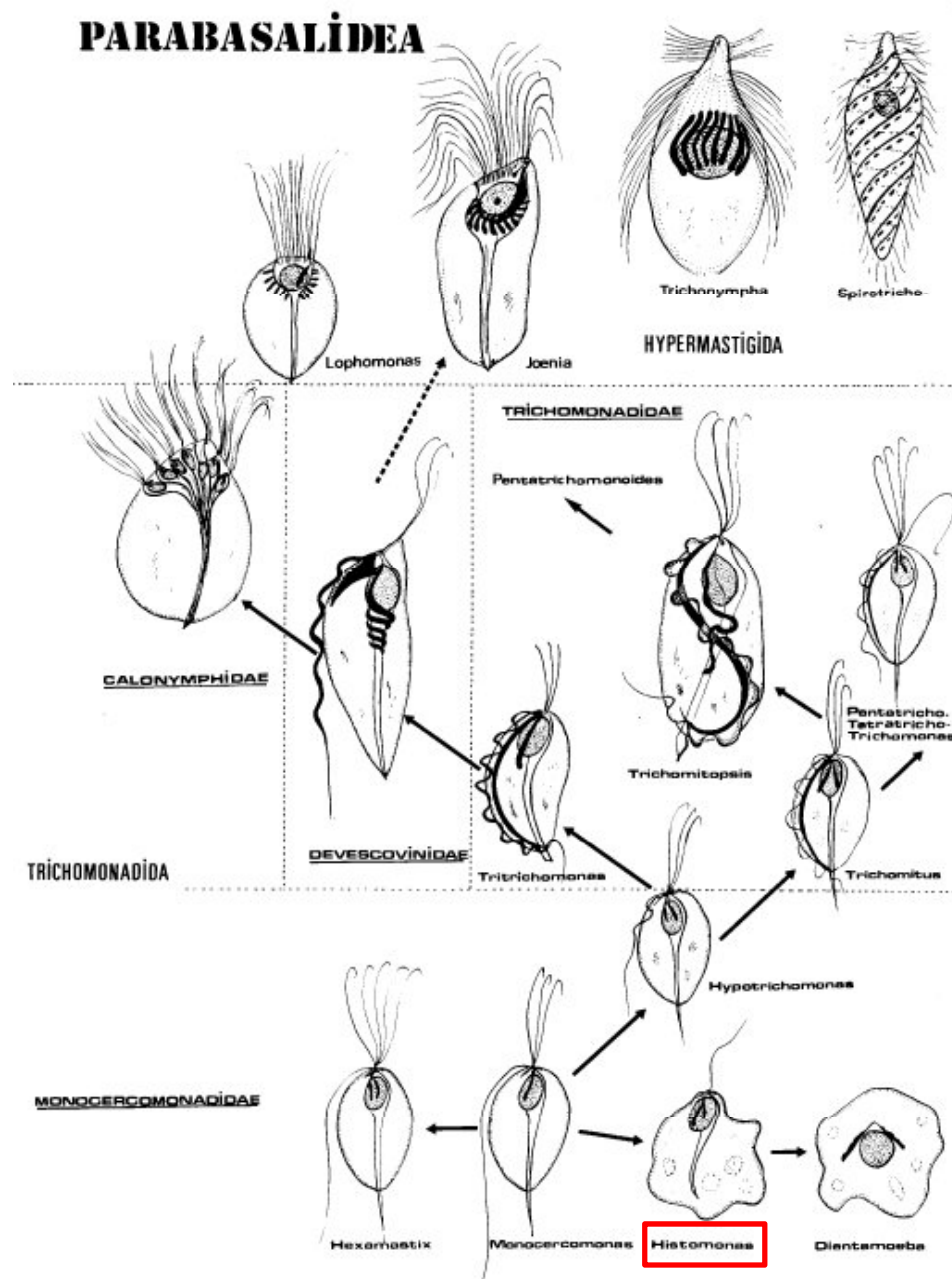 PARABASALİDEA
Trichonympha
Spirotricho
HYPERMASTİGİDA
Lophomonas
Joenia
TRİCHOMONADİDAE
Pentatrichomonoides
CALONYMPHİDAE
Pentatricho-
Tetratricho-
Trichomonas
Trichomitopsis
DEVESCOVİNİDAE
TRİCHOMONADİDA
Tritrichomonas
Trichomitus
Hypotrichomonas
MONOCERCOMONADİDAE
Hexamastix
Monocercomonas
Histomonas
Dientamoeba